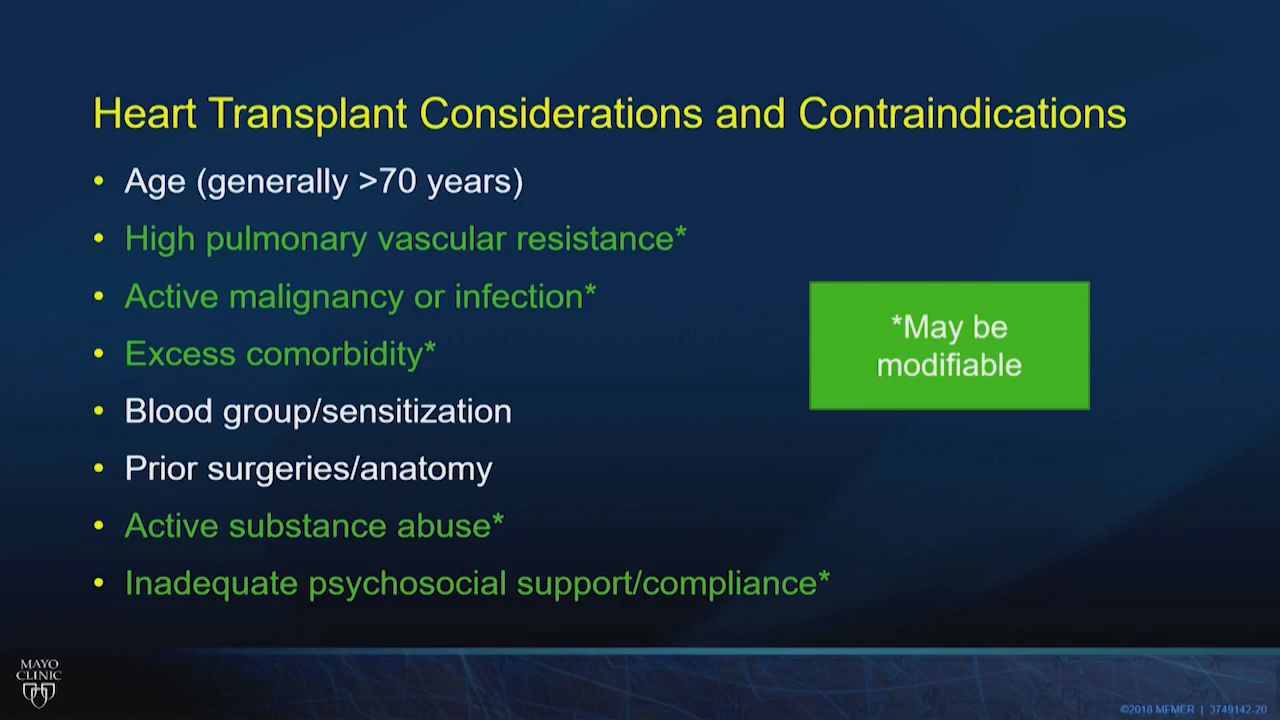 Heart Transplant Considerations and Contraindications
• Age (generally >70 years)
• High pulmonary vascular resistance*
• Active malignancy or infection*
• Excess comorbidity*
• Blood group/sensitization
• Prior surgeries/anatomy
• Active substance abuse*
• Inadequate psychosocial support/compliance*
*May be
modifiable
MAYO
CLINIC
©2018 MFMER | 3749142-20